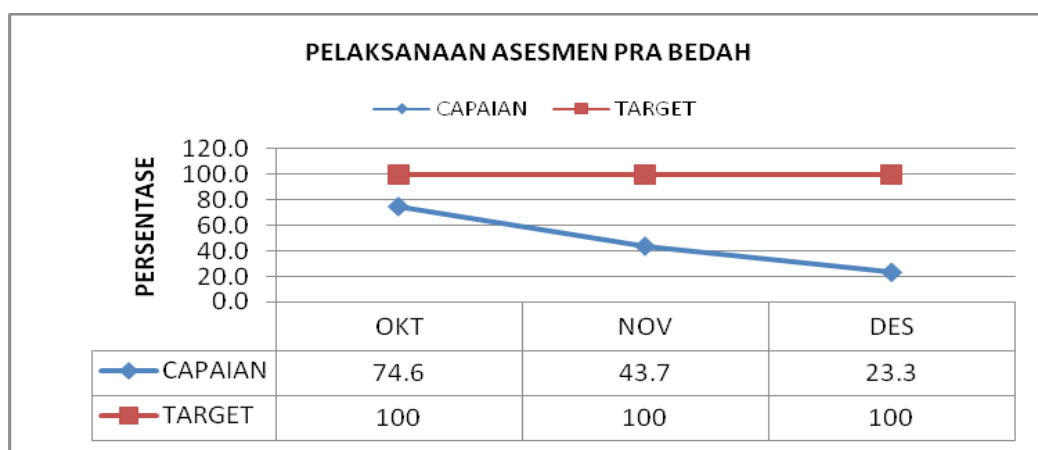 PELAKSANAAN ASESMEN PRA BEDAH
CAPAIAN TARGET
PERSENTASE
120.0
100.0
80.0
60.0
40.0
20.0
0.0
OKT NOV DES
CAPAIAN 74.6 43.7 23.3
TARGET 100 100 100